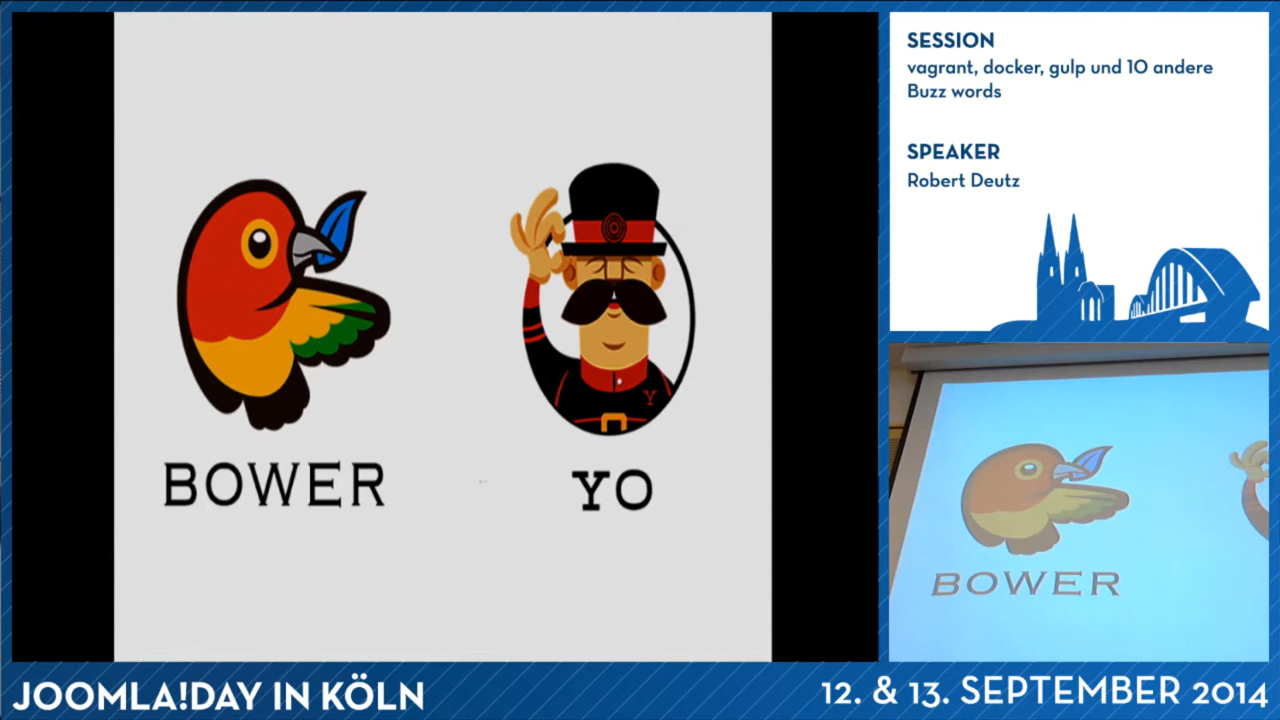 BOWER
YO
Y
SESSION
vagrant, docker, gulp und 10 andere
Buzz words
SPEAKER
Robert Deutz
BOWER
JOOMLA!DAY IN KÖLN
12. & 13. SEPTEMBER 2014